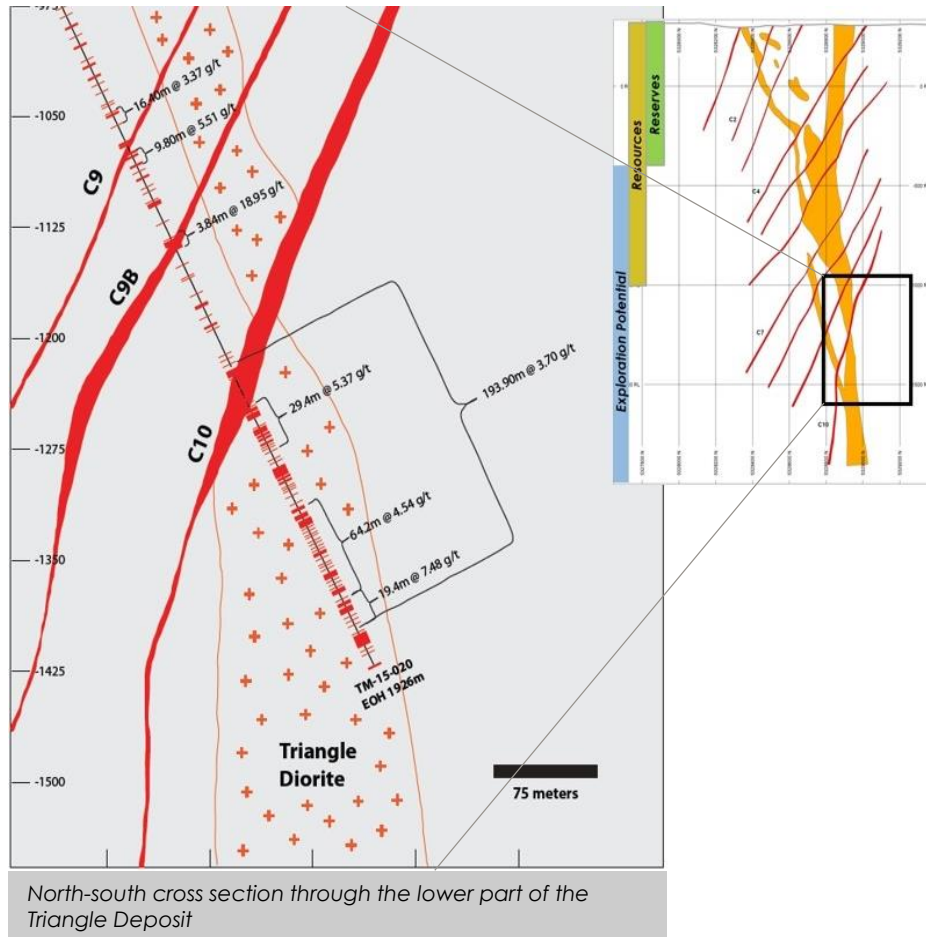 -975
-1050
-1125
-1200
-1275
-1350
-1425
-1500
16.40m @ 3.37 g/t
9.80m @ 5.51 g/t
3.84m @ 18.95 g/t
C9
C9B
C10
193.90m @ 3,70 g/t
29.4m @ 5.37 g/t
64.2m @ 4.54 g/t
19.4m @ 7.48 g/t
TM-15-020
EOH 1926m
Triangle
Diorite
75 meters
Exploration Potential
Resources
Reserves
C2
C4
C7
C10
North-south cross section through the lower part of the
Triangle Deposit